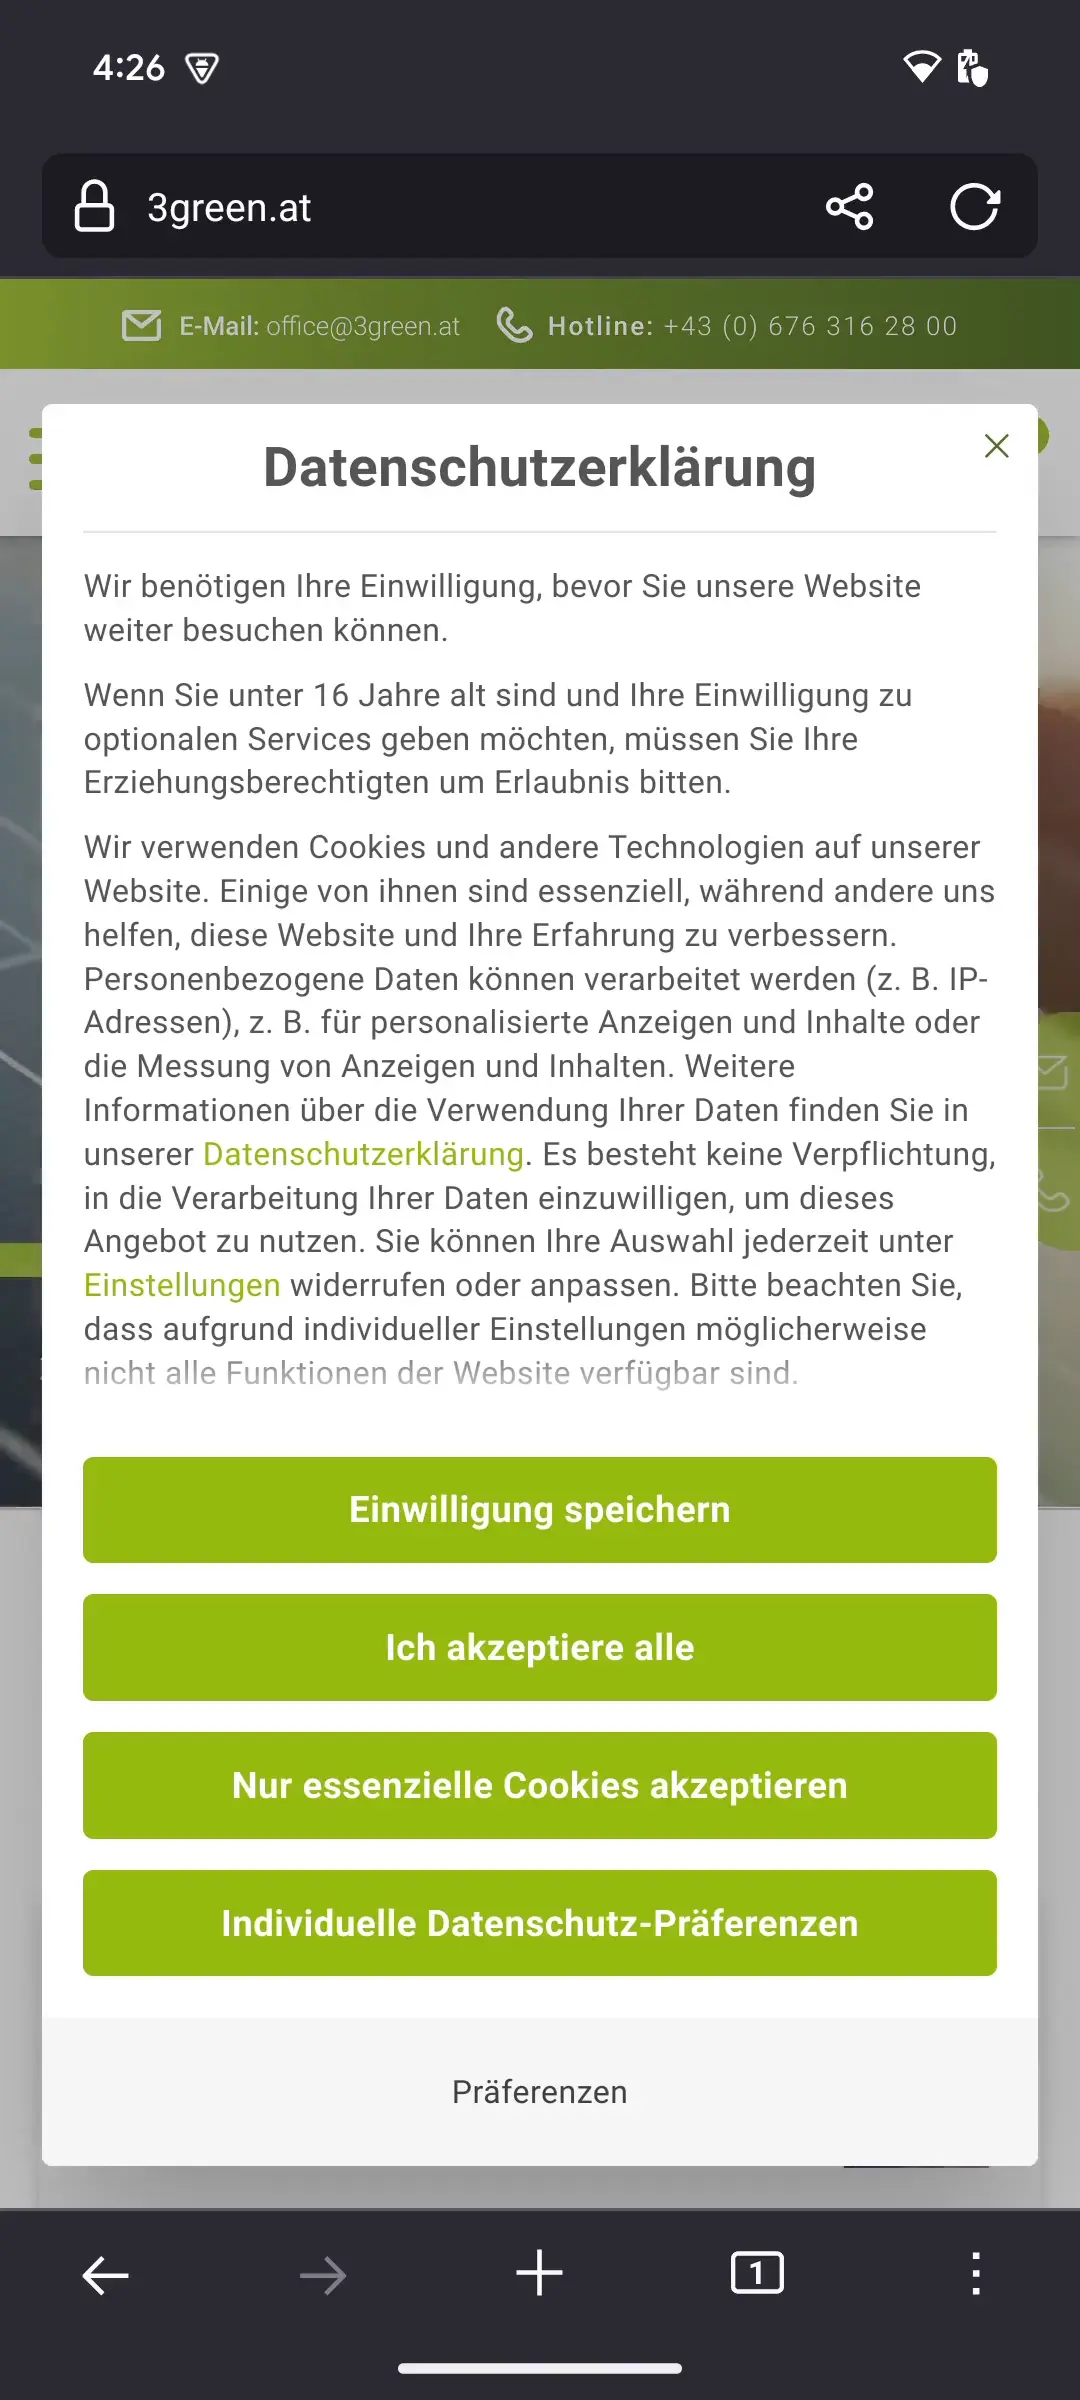 4:26
3green.at
E-Mail: office@3green.at Hotline: +43 (0) 676 316 28 00
Datenschutzerklärung
Wir benötigen Ihre Einwilligung, bevor Sie unsere Website
weiter besuchen können.
Wenn Sie unter 16 Jahre alt sind und Ihre Einwilligung zu
optionalen Services geben möchten, müssen Sie Ihre
Erziehungsberechtigten um Erlaubnis bitten.
Wir verwenden Cookies und andere Technologien auf unserer
Website. Einige von ihnen sind essenziell, während andere uns
helfen, diese Website und Ihre Erfahrung zu verbessern.
Personenbezogene Daten können verarbeitet werden (z. B. IP-
Adressen), z. B. für personalisierte Anzeigen und Inhalte oder
die Messung von Anzeigen und Inhalten. Weitere
Informationen über die Verwendung Ihrer Daten finden Sie in
unserer Datenschutzerklärung. Es besteht keine Verpflichtung,
in die Verarbeitung Ihrer Daten einzuwilligen, um dieses
Angebot zu nutzen. Sie können Ihre Auswahl jederzeit unter
Einstellungen widerrufen oder anpassen. Bitte beachten Sie,
dass aufgrund individueller Einstellungen möglicherweise
nicht alle Funktionen der Website verfügbar sind.
Einwilligung speichern
Ich akzeptiere alle
Nur essenzielle Cookies akzeptieren
Individuelle Datenschutz-Präferenzen
Präferenzen
1